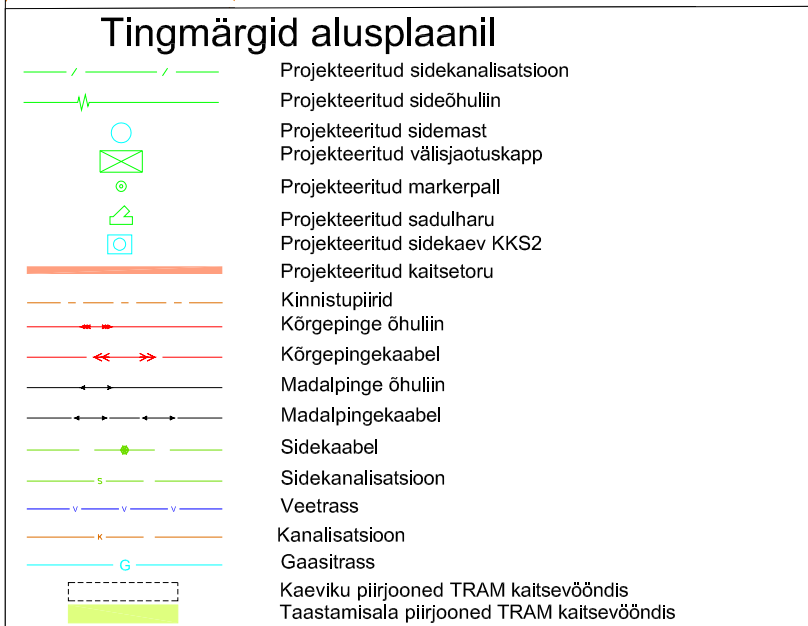 Tingmärgid alusplaanil
Projekteeritud sidekanalisatsioon
Projekteeritud sideõhuliin
Projekteeritud sidemast
Projekteeritud välisjaotuskapp
Projekteeritud markerpall
Projekteeritud sadulharu
Projekteeritud sidekaev KKS2
Projekteeritud kaitsetoru
Kinnistupiirid
Kõrgepinge õhuliin
Kõrgepingekaabel
Madalpinge õhuliin
Madalpingekaabel
Sidekaabel
S Sidekanalisatsioon
V V V Veetrass
K Kanalisatsioon
G Gaasitrass
Kaeviku piirjooned TRAM kaitsevööndis
Taastamisala piirjooned TRAM kaitsevööndis